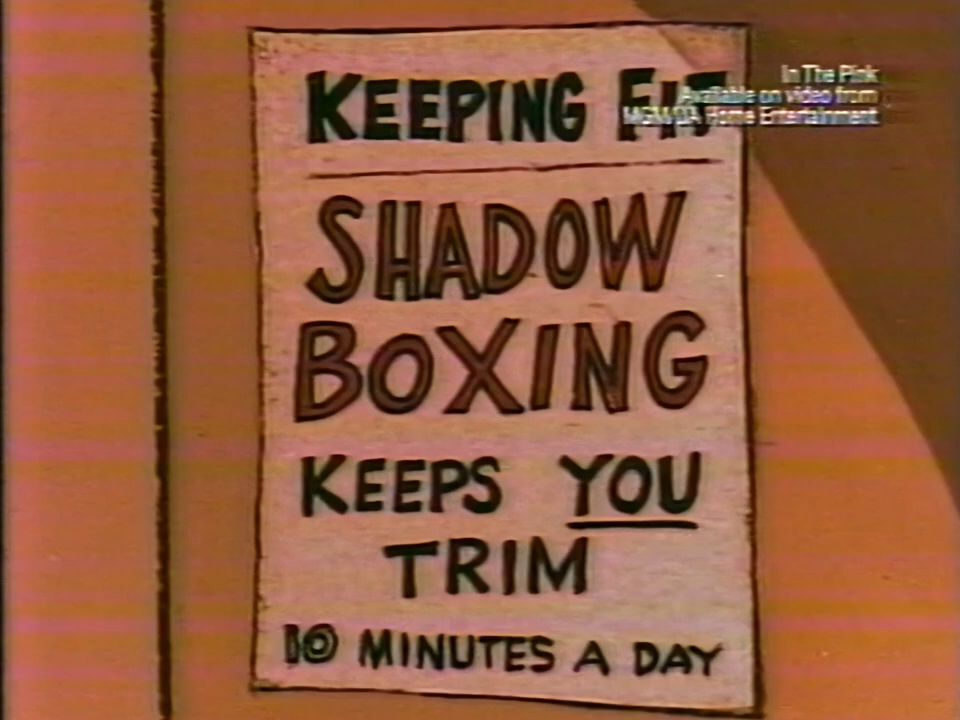 In The Pink
Available on video from
MGM/UA Home Entertainment
KEEPING FIT
SHADOW
BOXING
KEEPS YOU
TRIM
10 MINUTES A DAY